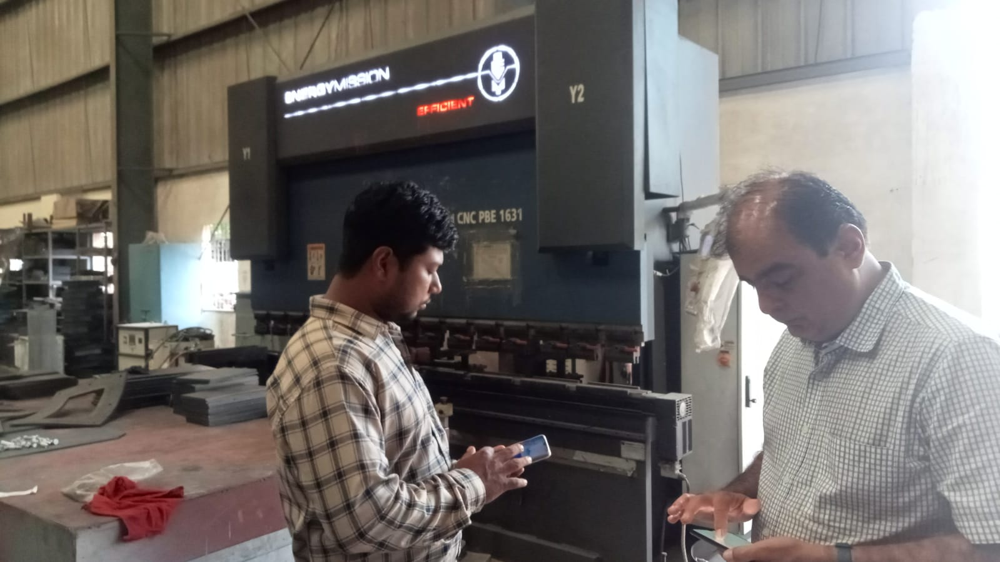 ENERGYMISSION
EFFICIENT
Y2
Y1
CNC PBE 1631